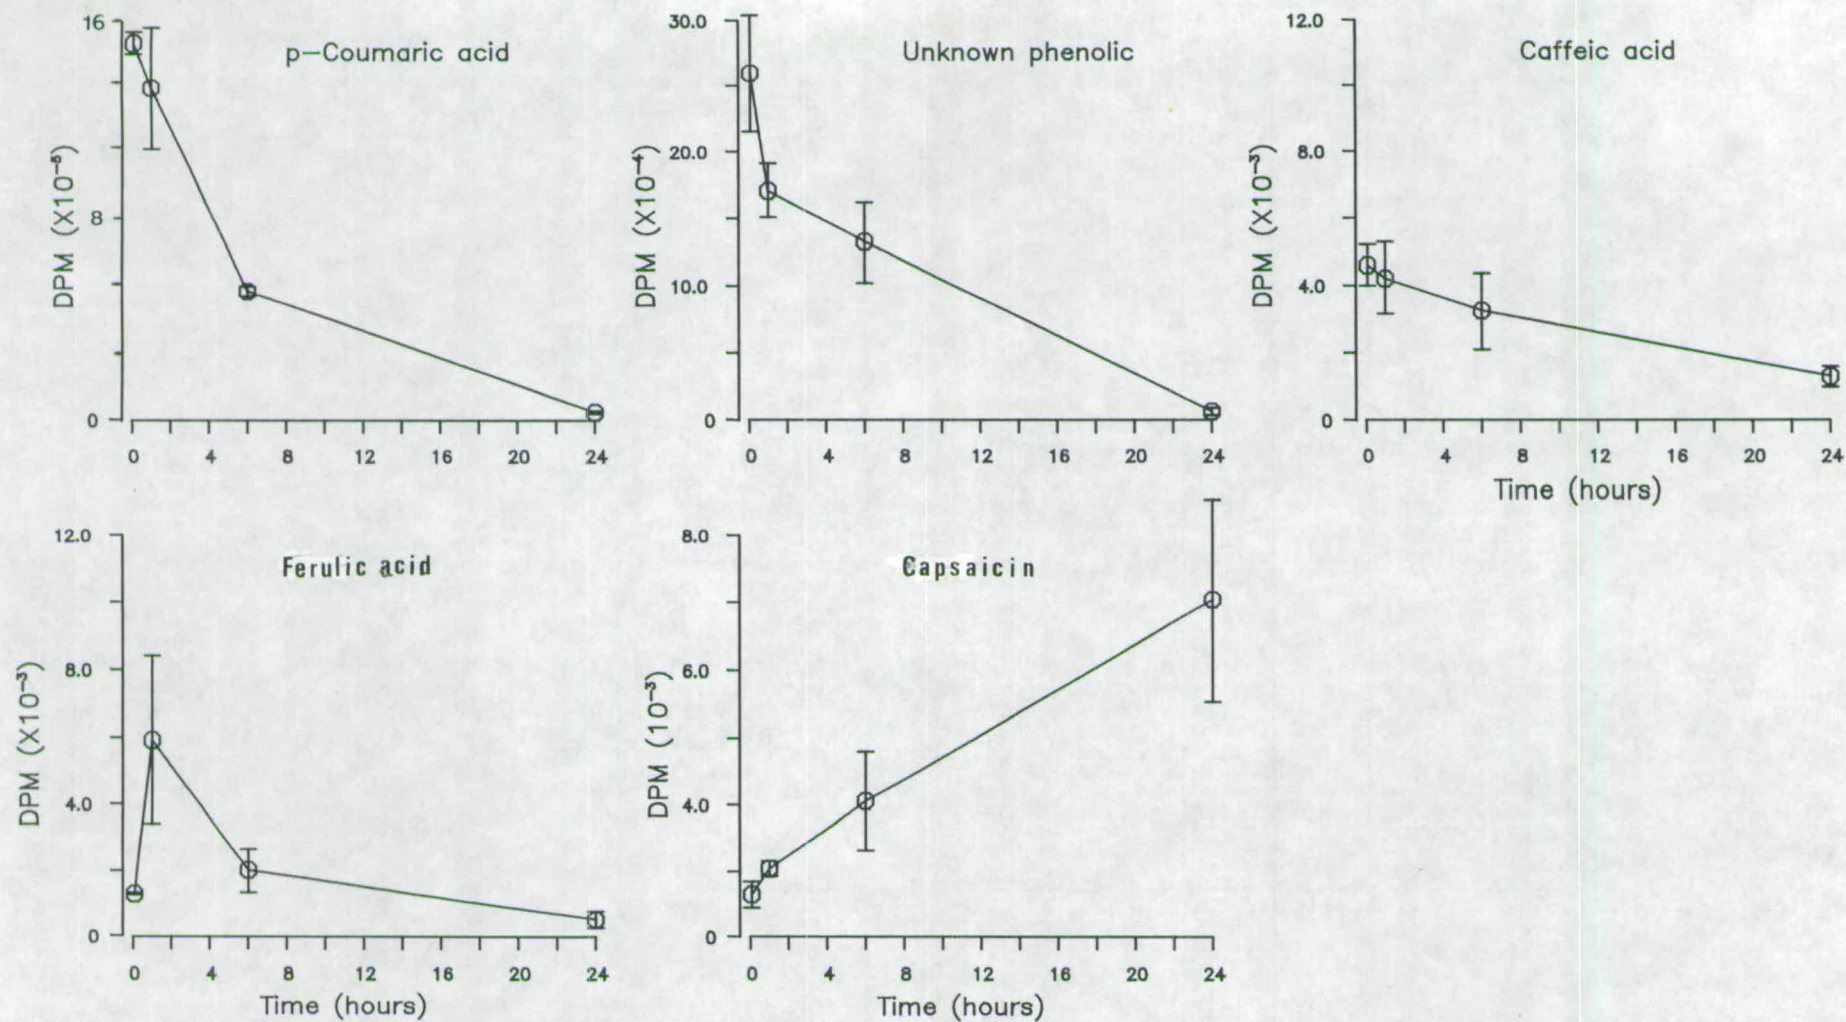 p-Coumaric acid
DPM (X10⁻⁵)
16
8
0
0 4 8 12 16 20 24
Unknown phenolic
DPM (X10⁻⁴)
30.0
20.0
10.0
0
0 4 8 12 16 20 24
Caffeic acid
DPM (X10⁻³)
12.0
8.0
4.0
0
0 4 8 12 16 20 24
Time (hours)
Ferulic acid
DPM (X10⁻³)
12.0
8.0
4.0
0
0 4 8 12 16 20 24
Time (hours)
Capsaicin
DPM (10⁻³)
8.0
6.0
4.0
0
0 4 8 12 16 20 24
Time (hours)